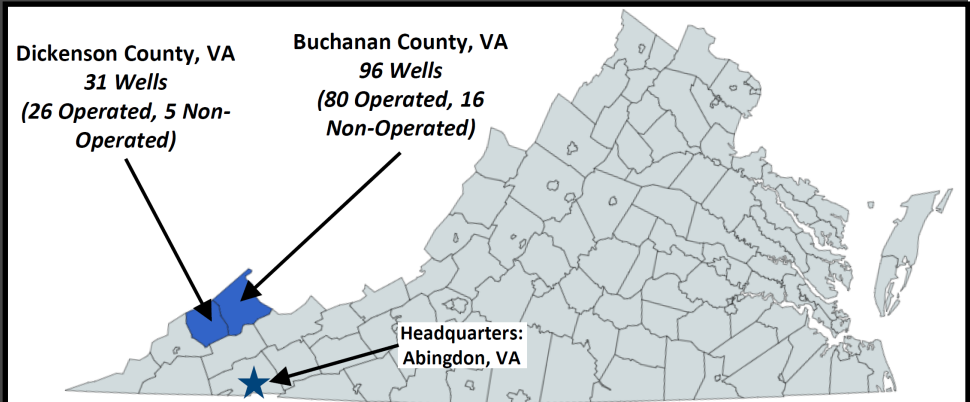 Dickenson County, VA
31 Wells
(26 Operated, 5 Non-
Operated)
Buchanan County, VA
96 Wells
(80 Operated, 16
Non-Operated)
Headquarters:
Abingdon, VA